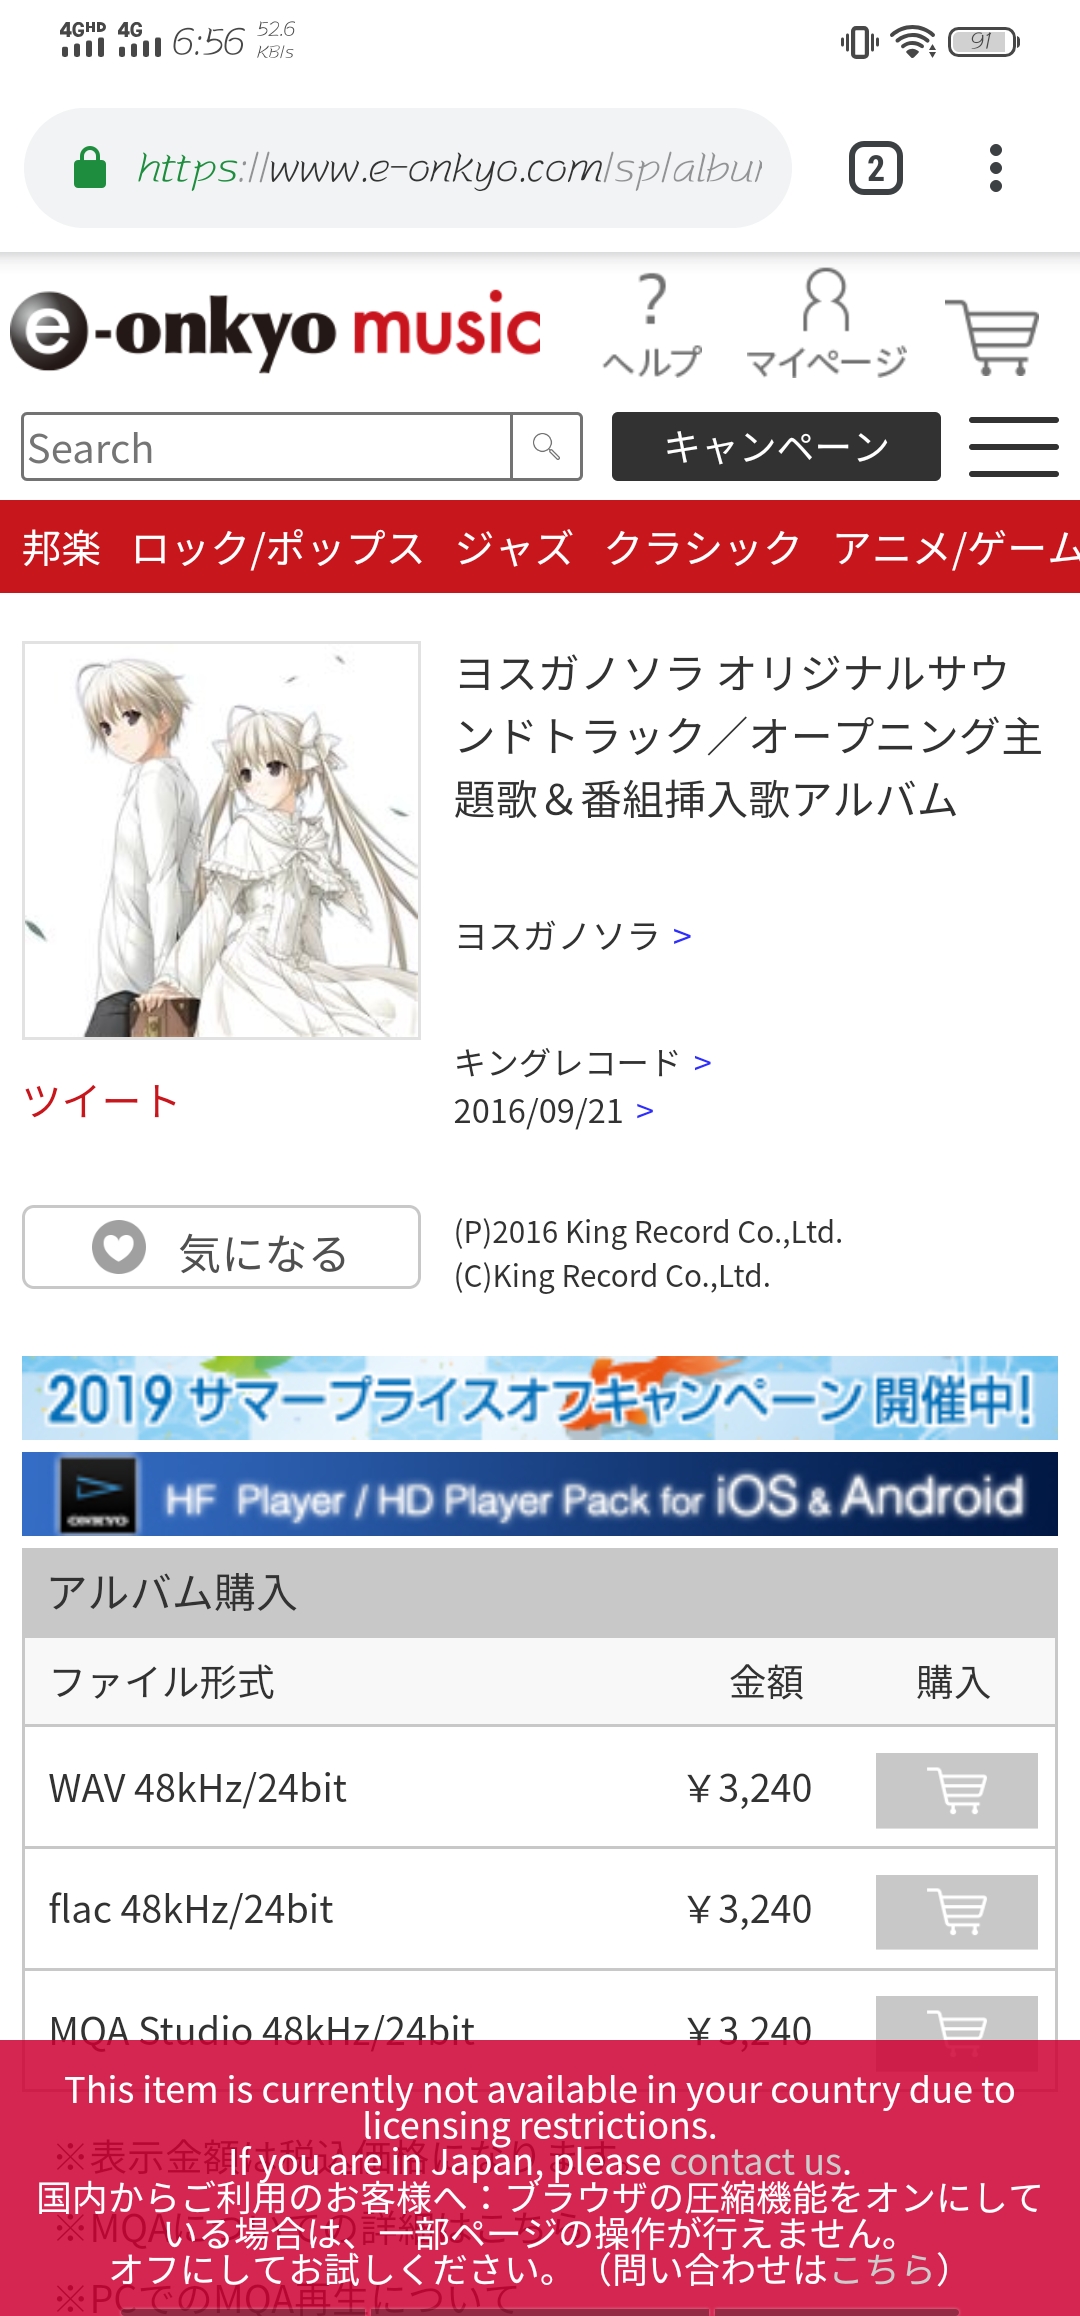 4GHD 4G 6:56 52.6 KB/s 91
https://www.e-onkyo.com/sp/albu
2
e-onkyo music
? ヘルプ マイページ
Search キャンペーン
邦楽 ロック/ポップス ジャズ クラシック アニメ/ゲーム
ヨスガノソラ オリジナルサウ
ンドトラック／オープニング主
題歌＆番組挿入歌アルバム
ヨスガノソラ >
キングレコード >
ツイート
2016/09/21 >
気になる
(P)2016 King Record Co.,Ltd.
(C)King Record Co.,Ltd.
2019 サマープライスオフキャンペーン 開催中!
ONKYO HF Player / HD Player Pack for iOS & Android
アルバム購入
ファイル形式 金額 購入
WAV 48kHz/24bit ￥3,240
flac 48kHz/24bit ￥3,240
MQA Studio 48kHz/24bit ￥3,240
This item is currently not available in your country due to
licensing restrictions.
※表示金額は税込価格になります。
If you are in Japan, please contact us.
国内からご利用のお客様へ：ブラウザの圧縮機能をオンにして
※MQAについての詳細はこちら
いる場合は、一部ページの操作が行えません。
オフにしてお試しください。（問い合わせはこちら）
※PCでのMQA再生について